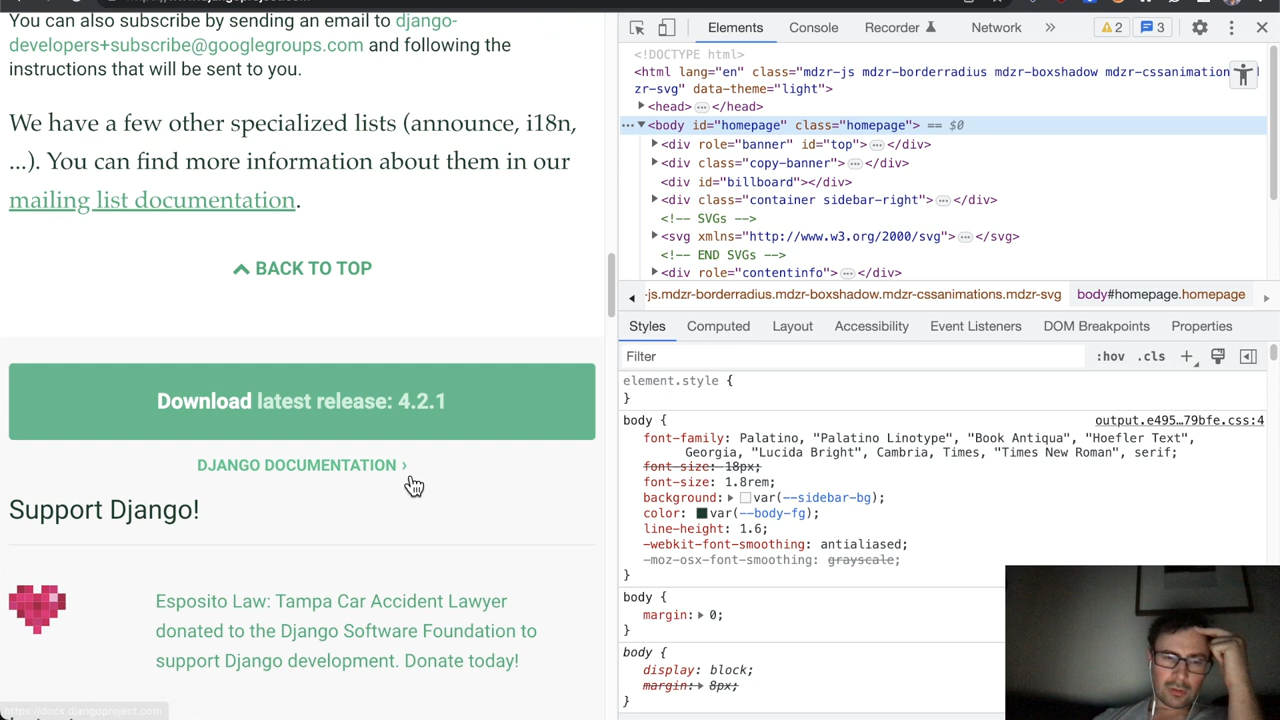 You can also subscribe by sending an email to django-
developers+subscribe@googlegroups.com and following the
instructions that will be sent to you.
We have a few other specialized lists (announce, i18n,
...). You can find more information about them in our
mailing list documentation.
BACK TO TOP
Download latest release: 4.2.1
DJANGO DOCUMENTATION ›
Support Django!
Esposito Law: Tampa Car Accident Lawyer
donated to the Django Software Foundation to
support Django development. Donate today!
https://docs.djangoproject.com
Elements Console Recorder Network » 2 3
<!DOCTYPE html>
<html lang="en" class="mdzr-js mdzr-borderradius mdzr-boxshadow mdzr-cssanimation
zr-svg" data-theme="light">
<head> … </head>
… <body id="homepage" class="homepage"> == $0
<div role="banner" id="top"> … </div>
<div class="copy-banner"> … </div>
<div id="billboard"></div>
<div class="container sidebar-right"> … </div>
<!-- SVGs -->
<svg xmlns="http://www.w3.org/2000/svg"> … </svg>
<!-- END SVGs -->
<div role="contentinfo"> … </div>
-js.mdzr-borderradius.mdzr-boxshadow.mdzr-cssanimations.mdzr-svg body#homepage.homepage
Styles Computed Layout Accessibility Event Listeners DOM Breakpoints Properties
Filter :hov .cls +
element.style {
}
body { output.e495…79bfe.css:4
font-family: Palatino, "Palatino Linotype", "Book Antiqua", "Hoefler Text",
Georgia, "Lucida Bright", Cambria, Times, "Times New Roman", serif;
font-size: 18px;
font-size: 1.8rem;
background: var(--sidebar-bg);
color: var(--body-fg);
line-height: 1.6;
-webkit-font-smoothing: antialiased;
-moz-osx-font-smoothing: grayscale;
}
body {
margin: 0;
}
body {
display: block;
margin: 8px;
}